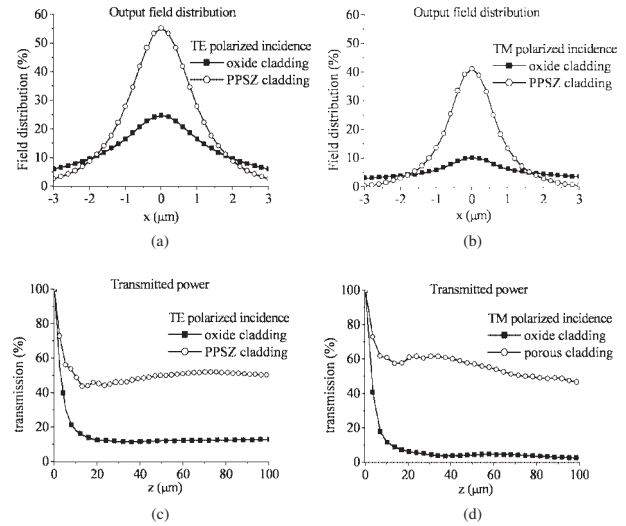 Output field distribution
60
50
40
30
20
10
0
Field distribution (%)
TE polarized incidence
oxide cladding
PPSZ cladding
-3 -2 -1 0 1 2 3
x (μm)
(a)
Output field distribution
60
50
40
30
20
10
0
Field distribution (%)
TM polarized incidence
oxide cladding
PPSZ cladding
-3 -2 -1 0 1 2 3
x (μm)
(b)
Transmitted power
100
80
60
40
20
0
transmission (%)
TE polarized incidence
oxide cladding
PPSZ cladding
0 20 40 60 80 100
z (μm)
(c)
Transmitted power
100
80
60
40
20
0
transmission (%)
TM polarized incidence
oxide cladding
porous cladding
0 20 40 60 80 100
z (μm)
(d)